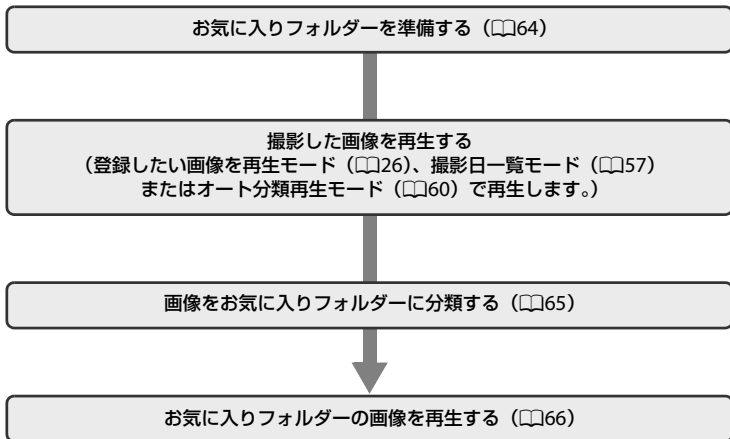 お気に入りフォルダーを準備する（📖64）
撮影した画像を再生する
（登録したい画像を再生モード（📖26）、撮影日一覧モード（📖57）
またはオート分類再生モード（📖60）で再生します。）
画像をお気に入りフォルダーに分類する（📖65）
お気に入りフォルダーの画像を再生する（📖66）